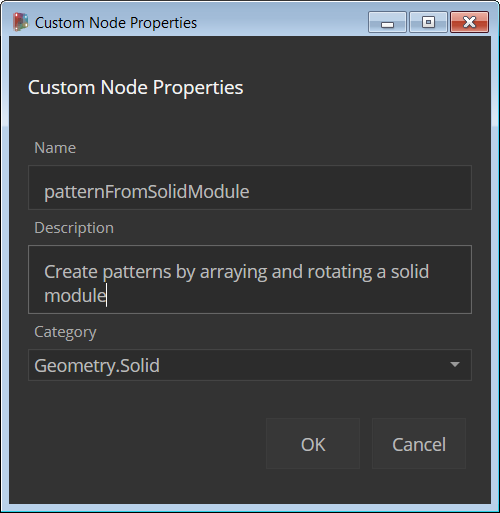 Custom Node Properties
Custom Node Properties
Name
patternFromSolidModule
Description
Create patterns by arraying and rotating a solid
module
Category
Geometry.Solid
OK
Cancel